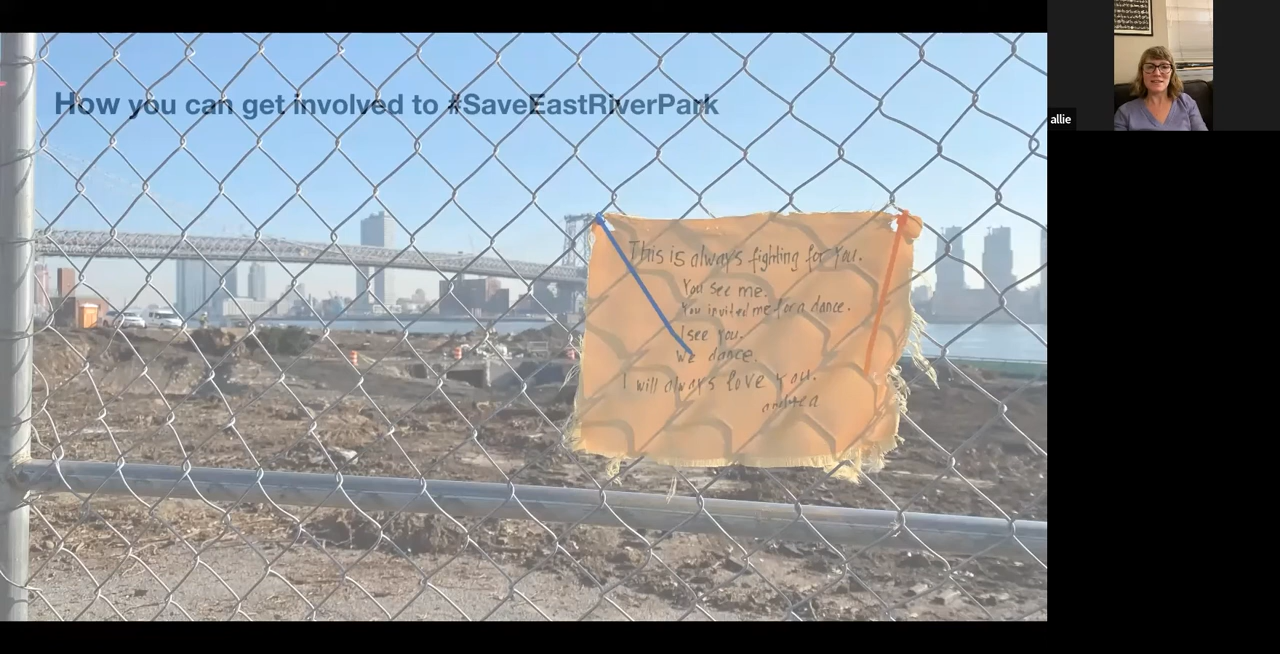 How you can get involved to #SaveEastRiverPark
This is always fighting for you.
You see me.
You invited me for a dance.
I see you.
We dance.
I will always love you.
andrea
allie